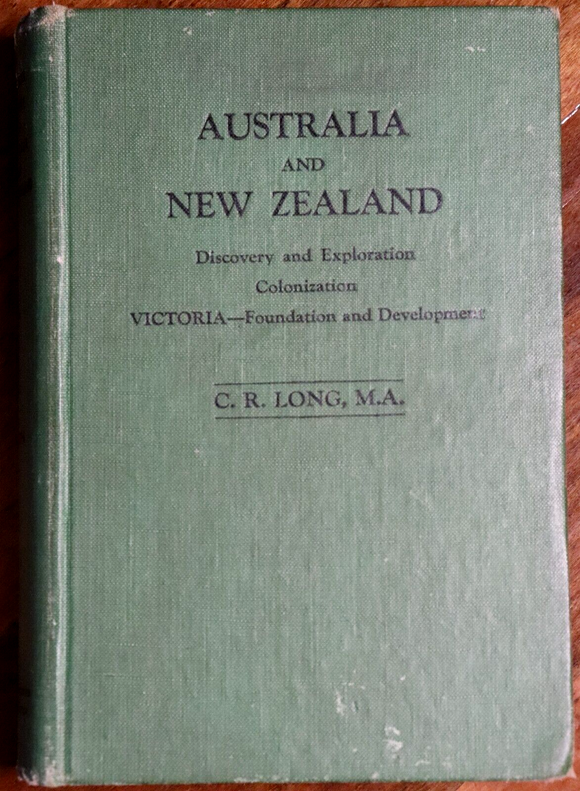 AUSTRALIA
AND
NEW ZEALAND
Discovery and Exploration
Colonization
VICTORIA—Foundation and Development
C. R. LONG, M.A.